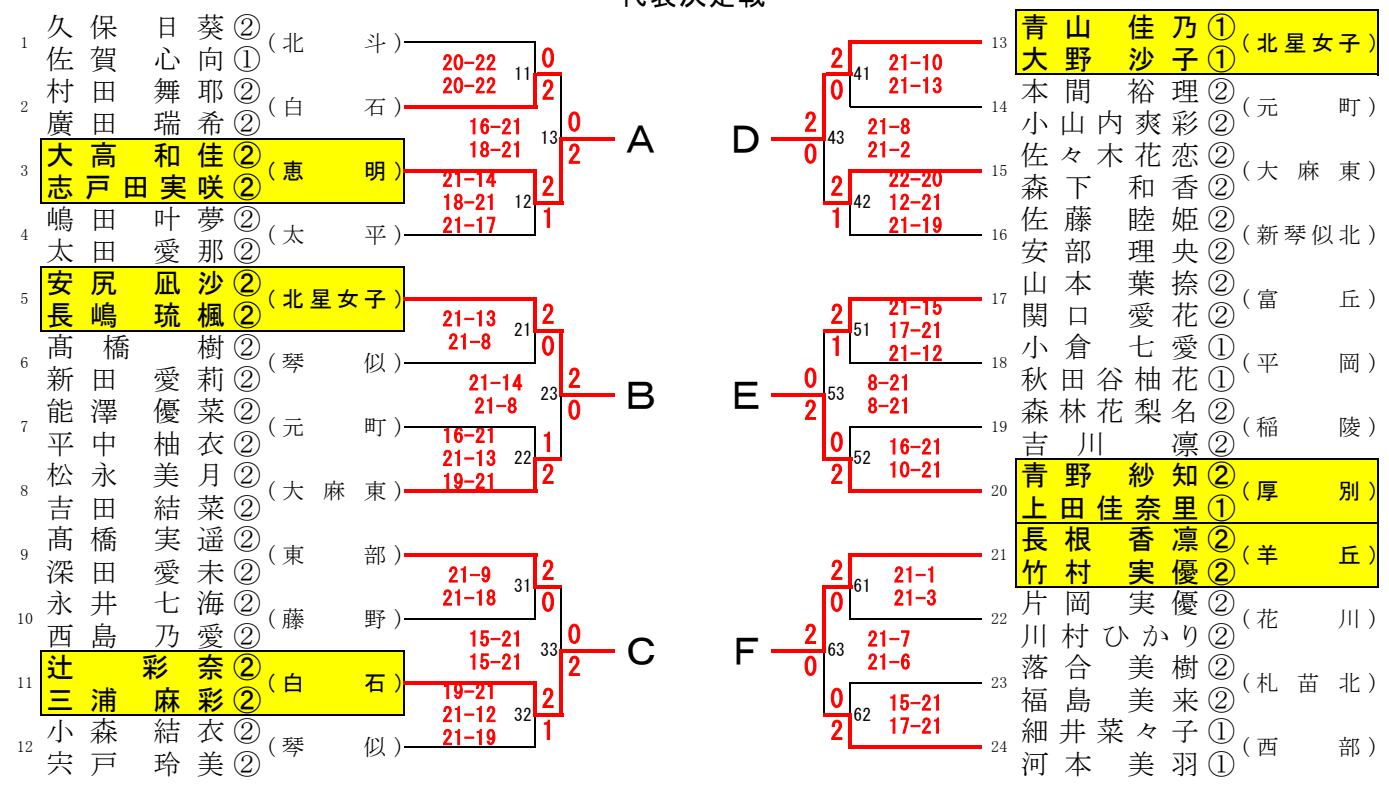 代表決定戦
1 久保日葵② (北斗)
佐賀心向①
2 村田舞耶② (白石)
廣田瑞希②
3 大高和佳② (恵明)
志戸田実咲②
4 嶋田叶夢② (太平)
太田愛那②
5 安尻凪沙② (北星女子)
長嶋琉楓②
6 髙橋樹② (琴似)
新田愛莉②
7 能澤優菜② (元町)
平中柚衣②
8 松永美月② (大麻東)
吉田結菜②
9 髙橋実遥② (東部)
深田愛未②
10 永井七海② (藤野)
西島乃愛②
11 辻彩奈② (白石)
三浦麻彩②
12 小森結衣② (琴似)
宍戸玲美②
20-22 11 0
20-22 2
16-21 13 0
18-21 2
A
21-14 2
18-21 12
21-17 1
21-13 21 2
21-8 0
21-14 23 2
21-8 0
B
16-21 1
21-13 22
19-21 2
21-9 31 2
21-18 0
15-21 33 0
15-21 2
C
19-21 2
21-12 32
21-19 1
2 41 21-10
0 21-13
D
2 43 21-8
0 21-2
2 22-20
42 12-21
1 21-19
2 21-15
51 17-21
1 21-12
E
0 53 8-21
2 8-21
0 52 16-21
2 10-21
2 61 21-1
0 21-3
F
2 63 21-7
0 21-6
0 62 15-21
2 17-21
13 青山佳乃① (北星女子)
大野沙子①
14 本間裕理② (元町)
小山内爽彩②
15 佐々木花恋② (大麻東)
森下和香②
16 佐藤睦姫② (新琴似北)
安部理央②
17 山本葉捺② (富丘)
関口愛花②
18 小倉七愛① (平岡)
秋田谷柚花①
19 森林花梨名② (稲陵)
吉川凛②
20 青野紗知② (厚別)
上田佳奈里①
21 長根香凛② (羊丘)
竹村実優②
22 片岡実優② (花川)
川村ひかり②
23 落合美樹② (札苗北)
福島美来②
24 細井菜々子① (西部)
河本美羽①